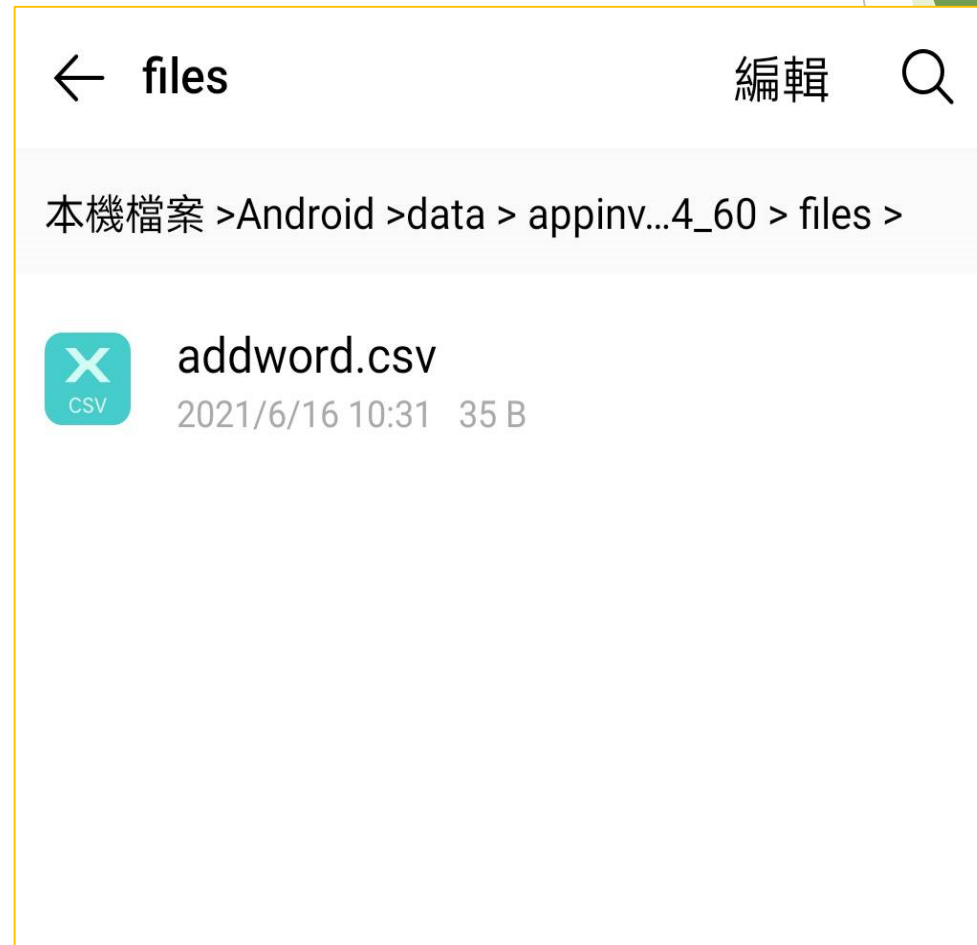 files 編輯
本機檔案 >Android >data > appinv...4_60 > files >
addword.csv
X
CSV
2021/6/16 10:31 35 B